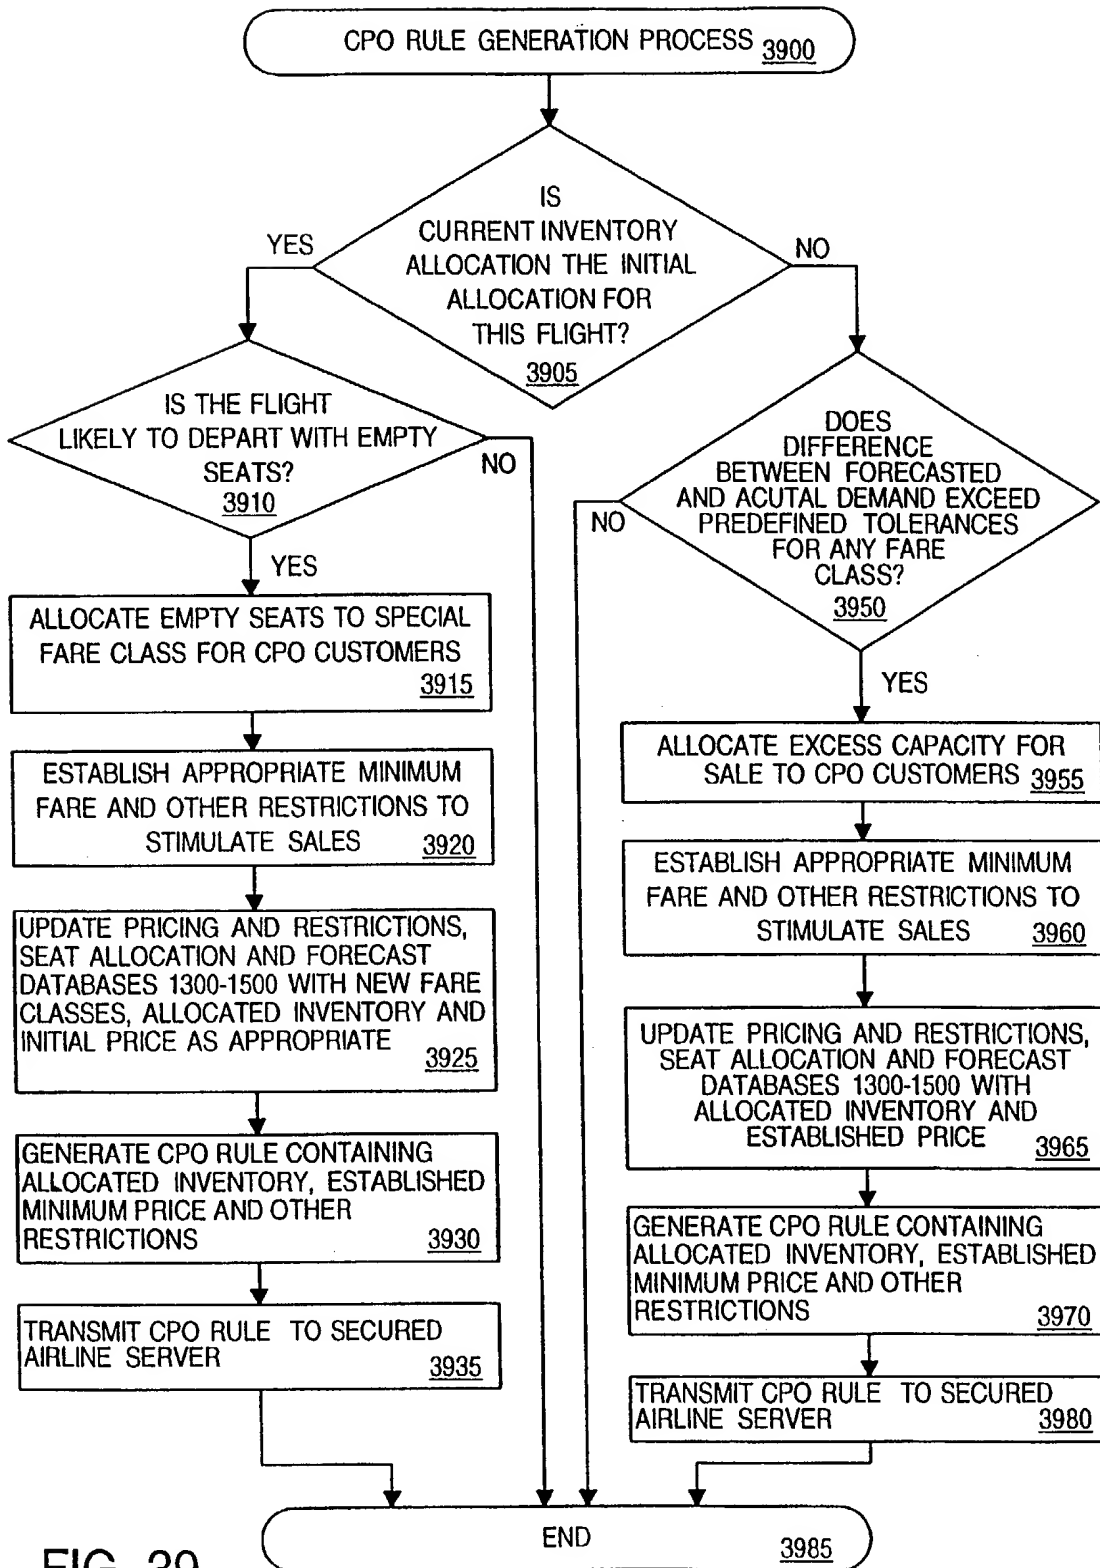 CPO RULE GENERATION PROCESS 3900
IS
CURRENT INVENTORY
ALLOCATION THE INITIAL
ALLOCATION FOR
THIS FLIGHT?
3905
YES
NO
IS THE FLIGHT
LIKELY TO DEPART WITH EMPTY
SEATS?
3910
NO
YES
ALLOCATE EMPTY SEATS TO SPECIAL
FARE CLASS FOR CPO CUSTOMERS
3915
ESTABLISH APPROPRIATE MINIMUM
FARE AND OTHER RESTRICTIONS TO
STIMULATE SALES 3920
UPDATE PRICING AND RESTRICTIONS,
SEAT ALLOCATION AND FORECAST
DATABASES 1300-1500 WITH NEW FARE
CLASSES, ALLOCATED INVENTORY AND
INITIAL PRICE AS APPROPRIATE 3925
GENERATE CPO RULE CONTAINING
ALLOCATED INVENTORY, ESTABLISHED
MINIMUM PRICE AND OTHER
RESTRICTIONS 3930
TRANSMIT CPO RULE TO SECURED
AIRLINE SERVER 3935
DOES
DIFFERENCE
BETWEEN FORECASTED
AND ACUTAL DEMAND EXCEED
PREDEFINED TOLERANCES
FOR ANY FARE
CLASS?
3950
NO
YES
ALLOCATE EXCESS CAPACITY FOR
SALE TO CPO CUSTOMERS 3955
ESTABLISH APPROPRIATE MINIMUM
FARE AND OTHER RESTRICTIONS TO
STIMULATE SALES 3960
UPDATE PRICING AND RESTRICTIONS,
SEAT ALLOCATION AND FORECAST
DATABASES 1300-1500 WITH
ALLOCATED INVENTORY AND
ESTABLISHED PRICE 3965
GENERATE CPO RULE CONTAINING
ALLOCATED INVENTORY, ESTABLISHED
MINIMUM PRICE AND OTHER
RESTRICTIONS 3970
TRANSMIT CPO RULE TO SECURED
AIRLINE SERVER 3980
END 3985
FIG. 39